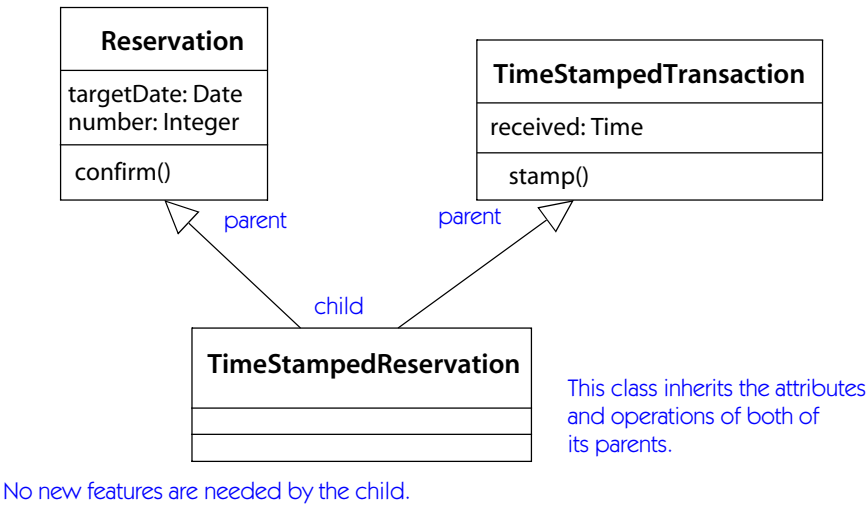 Reservation
targetDate: Date
number: Integer
confirm()
TimeStampedTransaction
received: Time
stamp()
parent
parent
child
TimeStampedReservation
This class inherits the attributes
and operations of both of
its parents.
No new features are needed by the child.